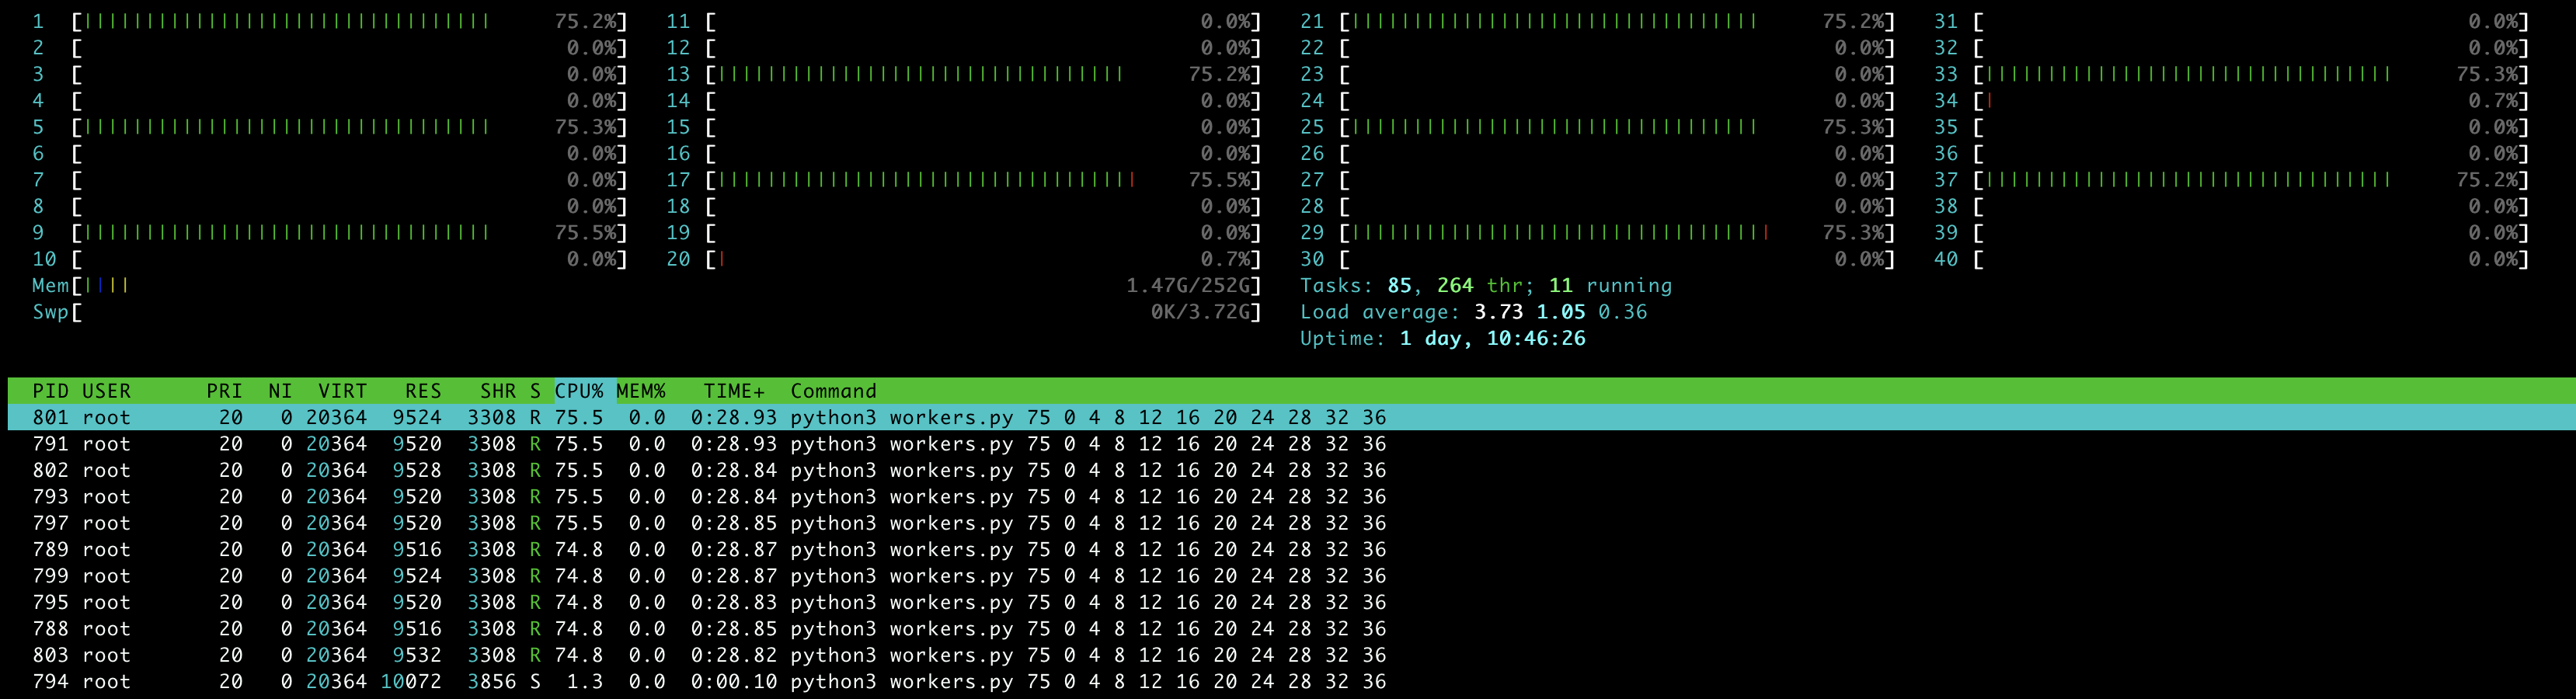 1 [||||||||||||||||||||||||||||||||| 75.2%] 11 [ 0.0%] 21 [||||||||||||||||||||||||||||||||| 75.2%] 31 [ 0.0%]
2 [ 0.0%] 12 [ 0.0%] 22 [ 0.0%] 32 [ 0.0%]
3 [ 0.0%] 13 [||||||||||||||||||||||||||||||||| 75.2%] 23 [ 0.0%] 33 [||||||||||||||||||||||||||||||||| 75.3%]
4 [ 0.0%] 14 [ 0.0%] 24 [ 0.0%] 34 [| 0.7%]
5 [||||||||||||||||||||||||||||||||| 75.3%] 15 [ 0.0%] 25 [||||||||||||||||||||||||||||||||| 75.3%] 35 [ 0.0%]
6 [ 0.0%] 16 [ 0.0%] 26 [ 0.0%] 36 [ 0.0%]
7 [ 0.0%] 17 [|||||||||||||||||||||||||||||||||| 75.5%] 27 [ 0.0%] 37 [||||||||||||||||||||||||||||||||| 75.2%]
8 [ 0.0%] 18 [ 0.0%] 28 [ 0.0%] 38 [ 0.0%]
9 [||||||||||||||||||||||||||||||||| 75.5%] 19 [ 0.0%] 29 [|||||||||||||||||||||||||||||||||| 75.3%] 39 [ 0.0%]
10 [ 0.0%] 20 [| 0.7%] 30 [ 0.0%] 40 [ 0.0%]
Mem[|||| 1.47G/252G] Tasks: 85, 264 thr; 11 running
Swp[ 0K/3.72G] Load average: 3.73 1.05 0.36
Uptime: 1 day, 10:46:26
PID USER PRI NI VIRT RES SHR S CPU% MEM% TIME+ Command
801 root 20 0 20364 9524 3308 R 75.5 0.0 0:28.93 python3 workers.py 75 0 4 8 12 16 20 24 28 32 36
791 root 20 0 20364 9520 3308 R 75.5 0.0 0:28.93 python3 workers.py 75 0 4 8 12 16 20 24 28 32 36
802 root 20 0 20364 9528 3308 R 75.5 0.0 0:28.84 python3 workers.py 75 0 4 8 12 16 20 24 28 32 36
793 root 20 0 20364 9520 3308 R 75.5 0.0 0:28.84 python3 workers.py 75 0 4 8 12 16 20 24 28 32 36
797 root 20 0 20364 9520 3308 R 75.5 0.0 0:28.85 python3 workers.py 75 0 4 8 12 16 20 24 28 32 36
789 root 20 0 20364 9516 3308 R 74.8 0.0 0:28.87 python3 workers.py 75 0 4 8 12 16 20 24 28 32 36
799 root 20 0 20364 9524 3308 R 74.8 0.0 0:28.87 python3 workers.py 75 0 4 8 12 16 20 24 28 32 36
795 root 20 0 20364 9520 3308 R 74.8 0.0 0:28.83 python3 workers.py 75 0 4 8 12 16 20 24 28 32 36
788 root 20 0 20364 9516 3308 R 74.8 0.0 0:28.85 python3 workers.py 75 0 4 8 12 16 20 24 28 32 36
803 root 20 0 20364 9532 3308 R 74.8 0.0 0:28.82 python3 workers.py 75 0 4 8 12 16 20 24 28 32 36
794 root 20 0 20364 10072 3856 S 1.3 0.0 0:00.10 python3 workers.py 75 0 4 8 12 16 20 24 28 32 36